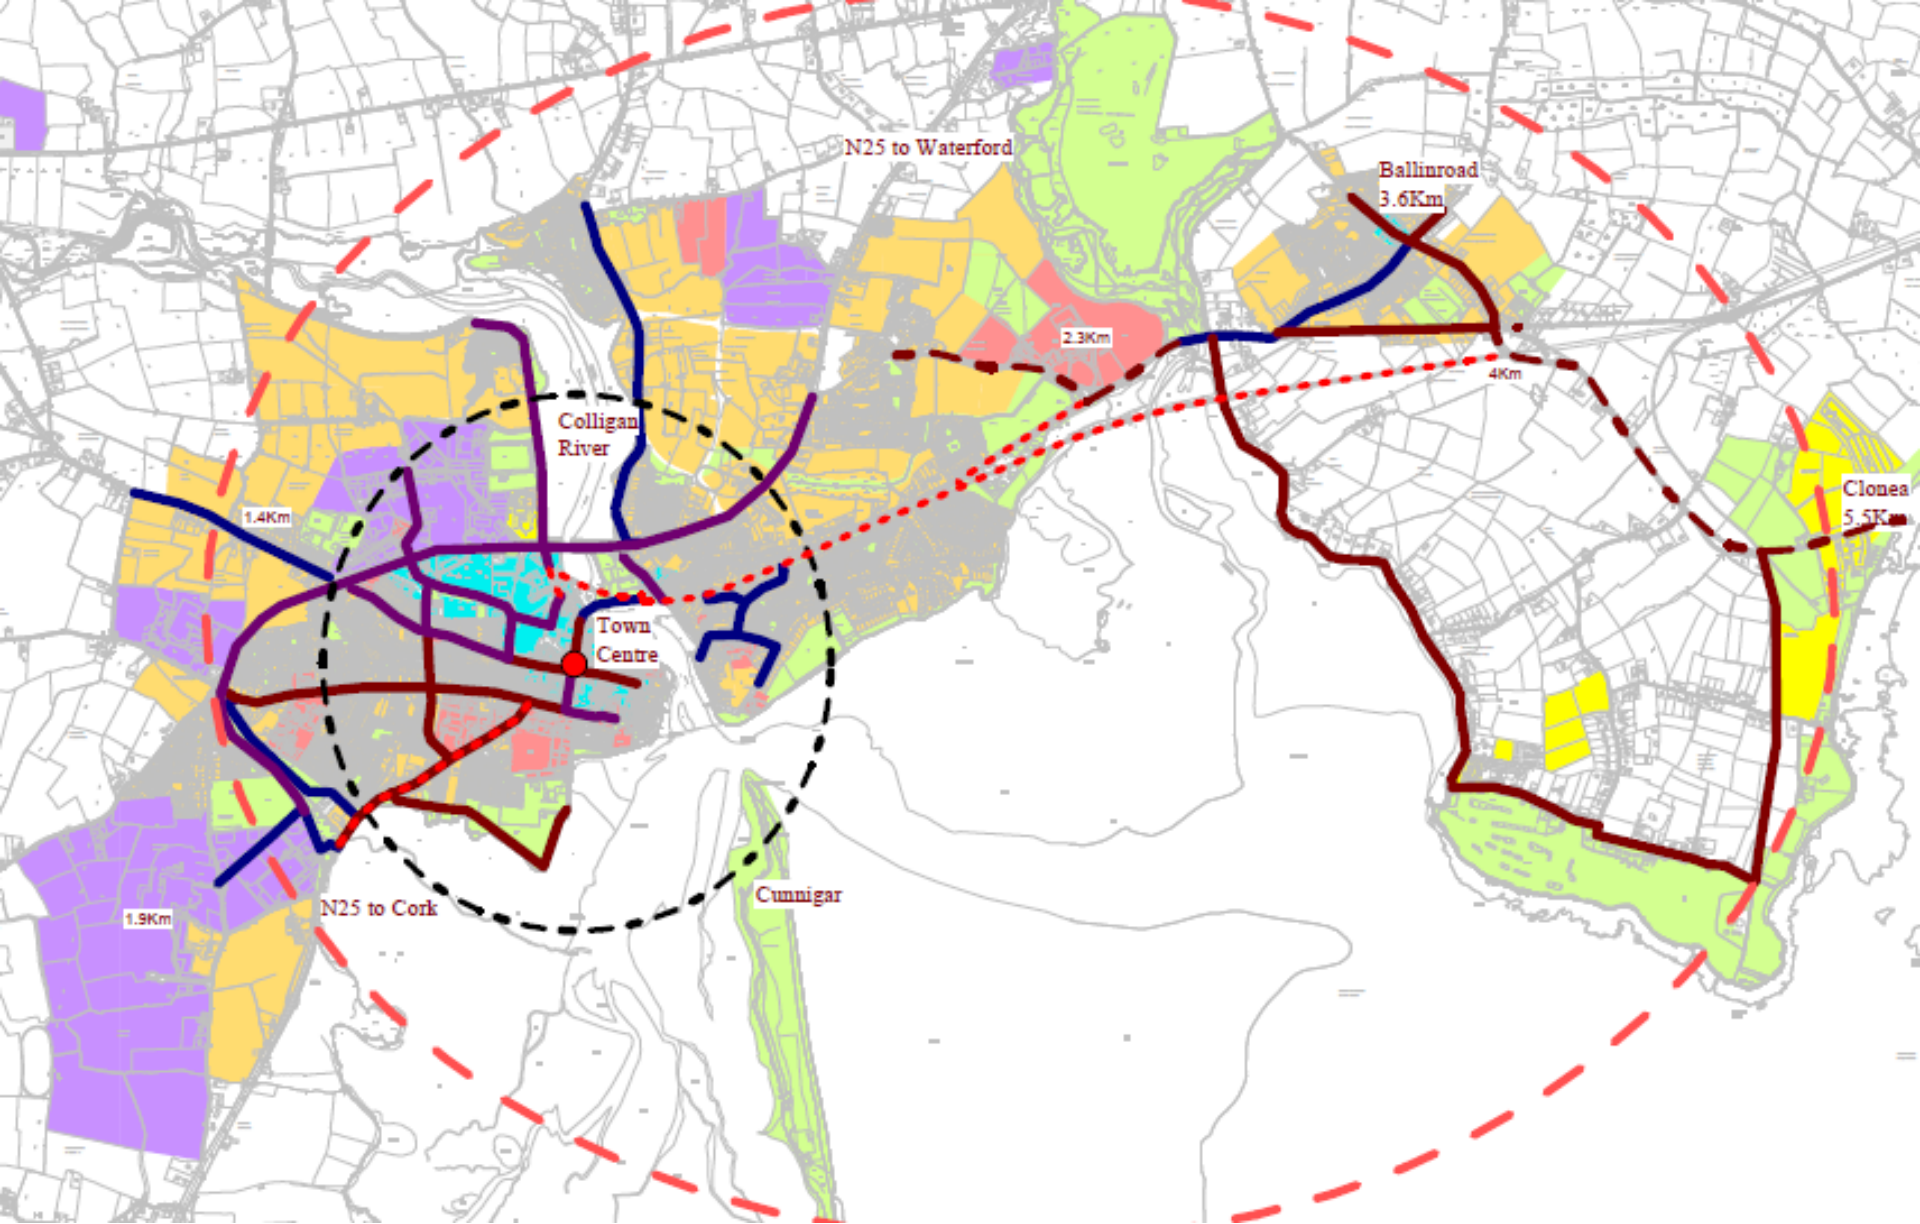 N25 to Waterford
Ballinroad
3.6Km
2.3Km
4Km
Colligan
River
Clonea
5.5Km
1.4Km
Town
Centre
Cunnigar
N25 to Cork
1.9Km